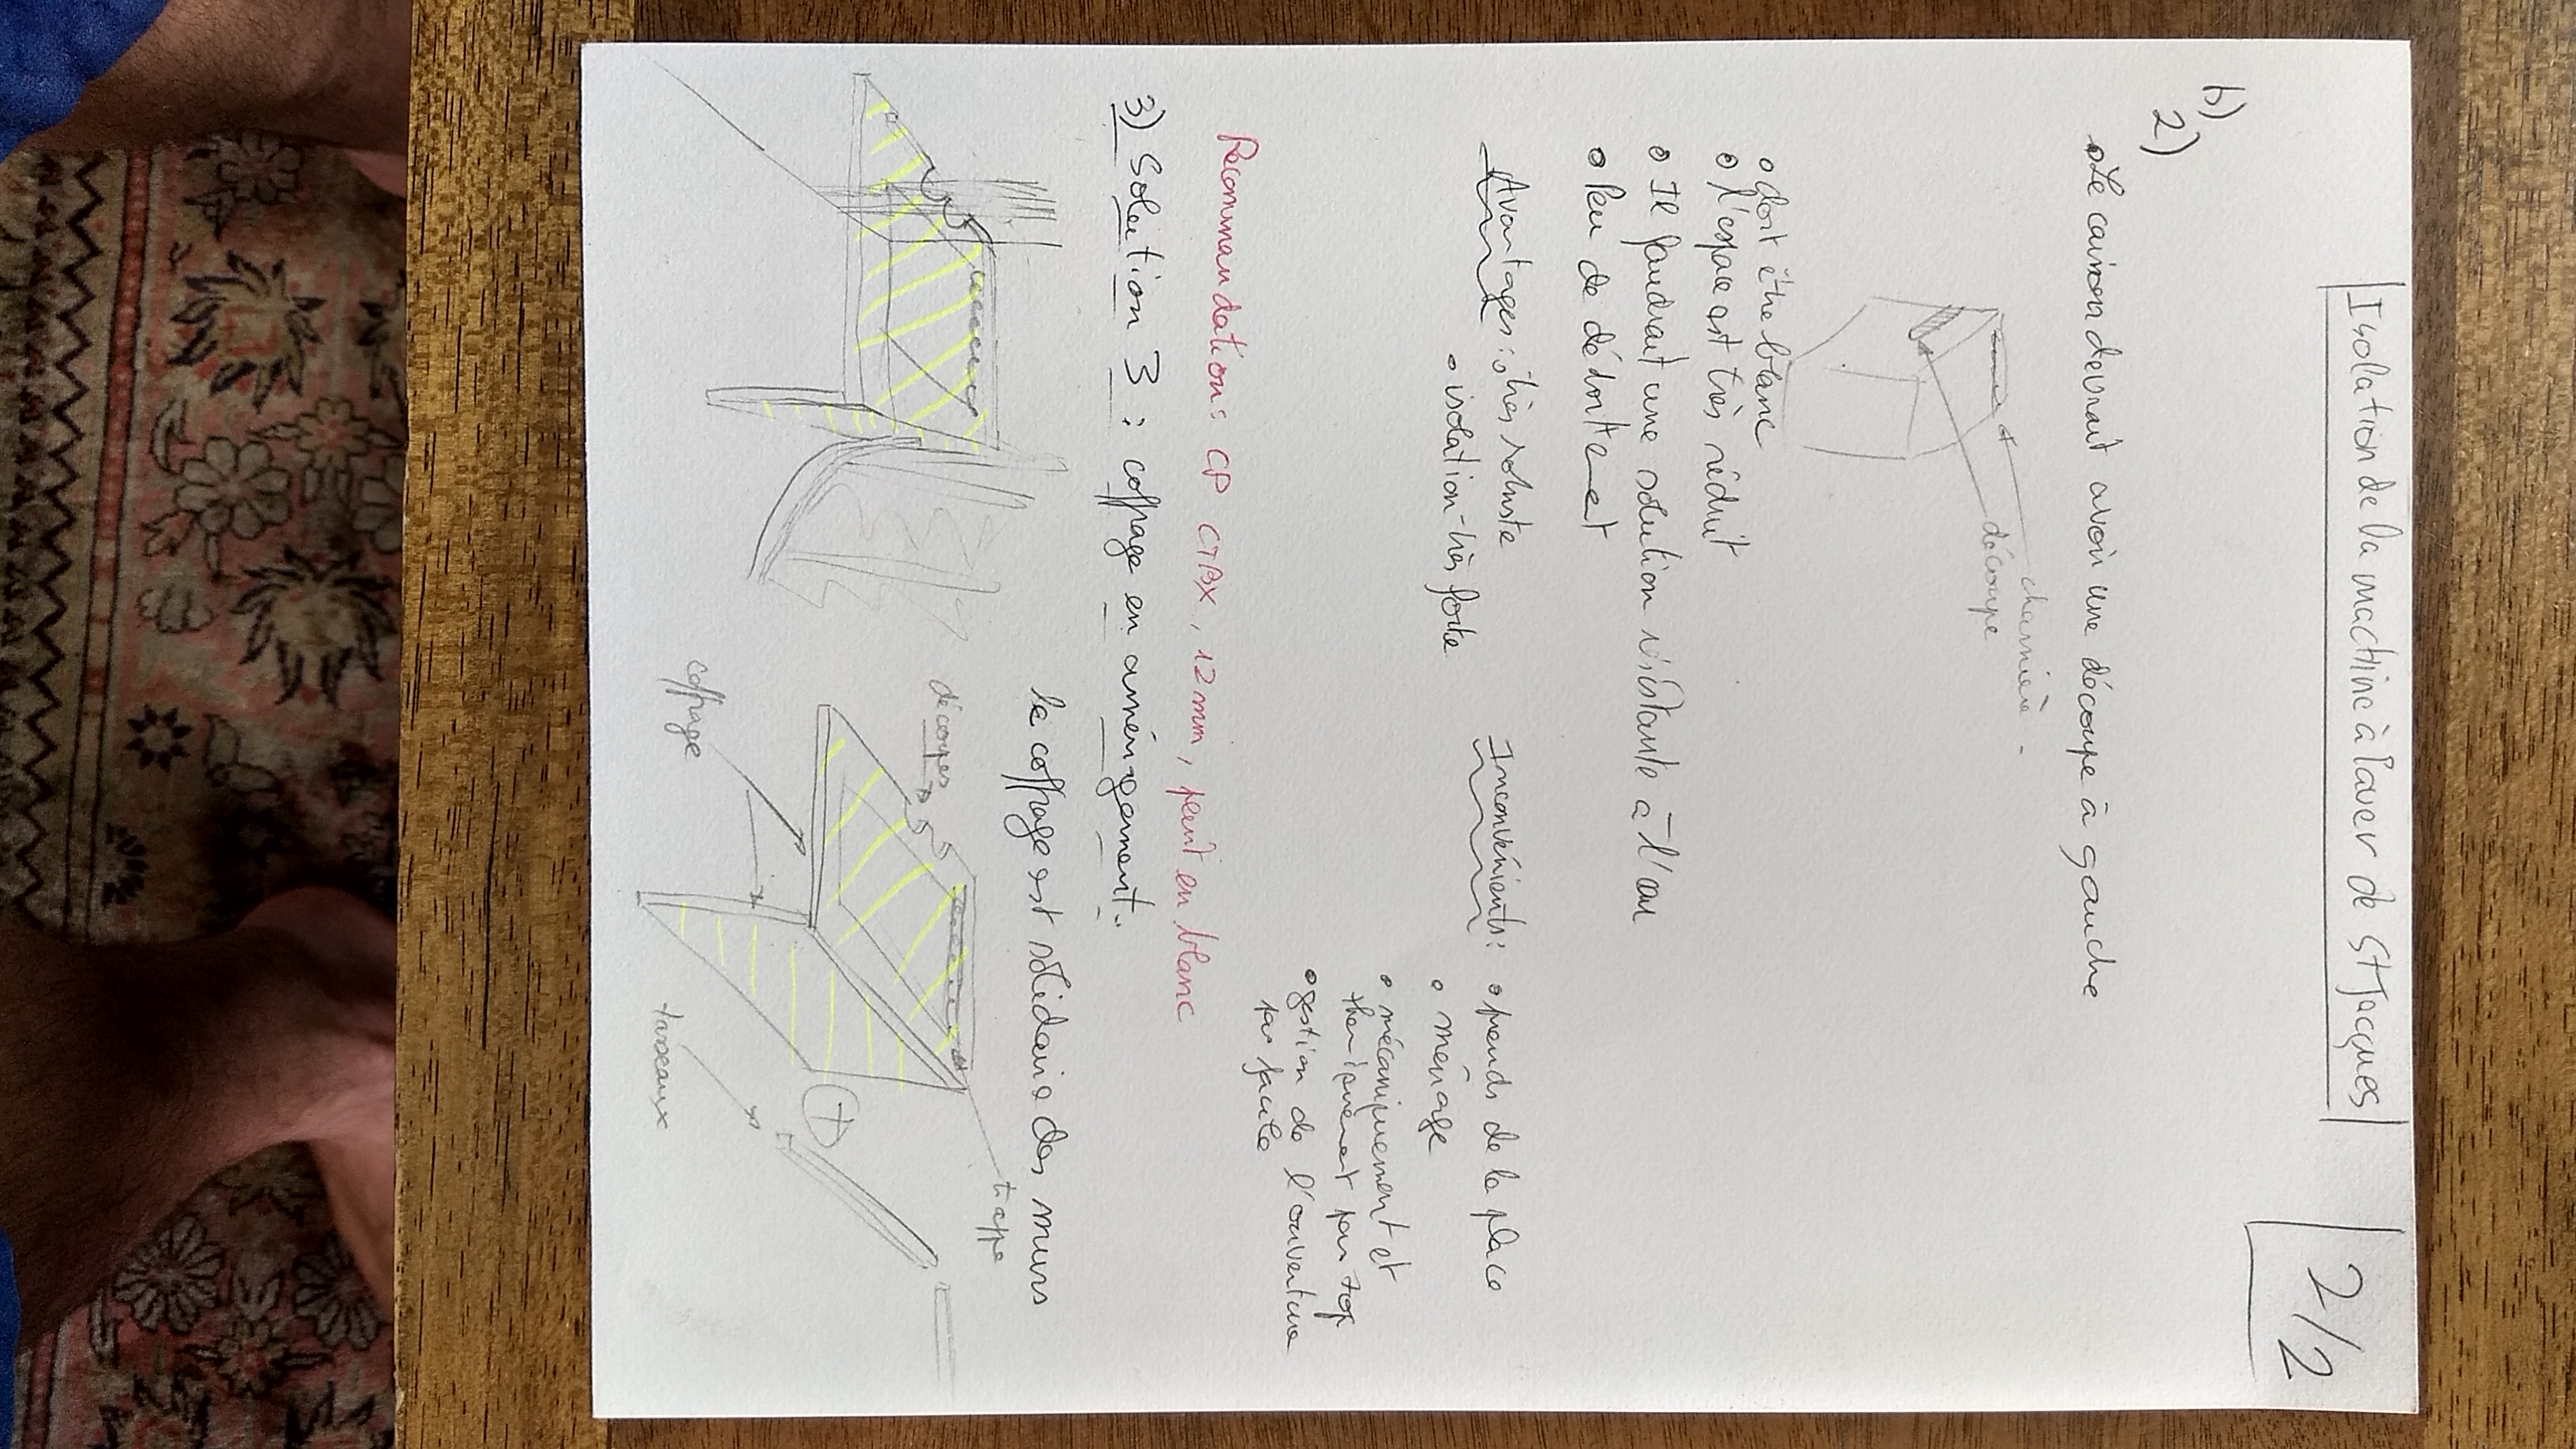 Isolation de la machine à laver de St Jacques
2/2
b)
2)
• Le caisson devrait avoir une découpe à gauche
charnière
découpe
• doit être blanc
• l'espace est très réduit
• Il faudrait une solution résistante à l'eau
• Peu de
Avantages : • très robuste
• isolation très forte
Inconvénients : • prends de la place
• ménage
• mécaniquement et
thermiquement pas top
• gestion de l'ouverture
pas facile
Recommandation : CP CTBX, 12 mm, peint en blanc
3) Solution 3 : coffrage en aménagement :
le coffrage est solidaire des murs
découpes
trappe
coffrage
+
tasseaux